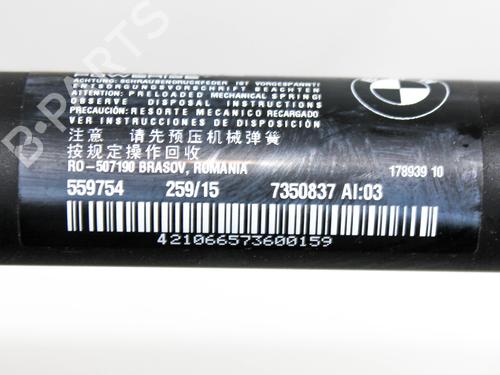 ACHTUNG: SCHRAUBENDRUCKFEDER IST VORGESPANNT!
ENTSORGUNGSVORSCHRIFT BEACHTEN
ATTENTION: PRELOADED MECHANICAL SPRING!
OBSERVE DISPOSAL INSTRUCTIONS
PRECAUCION: RESORTE MECANICO RECARGADO
VER INSTRUCCIONES DE DESHECHO
注意 请先预压机械弹簧
按规定操作回收
RO-507190 BRASOV, ROMANIA
178939 10
559754 259/15 7350837 AI:03
421066573600159
B-PARTS